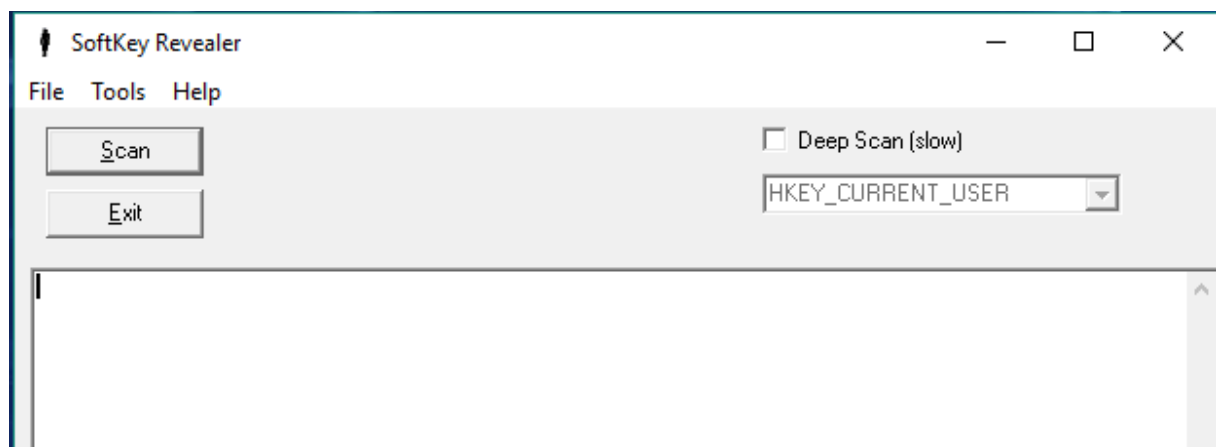 SoftKey Revealer
File Tools Help
Scan
Deep Scan (slow)
Exit
HKEY_CURRENT_USER